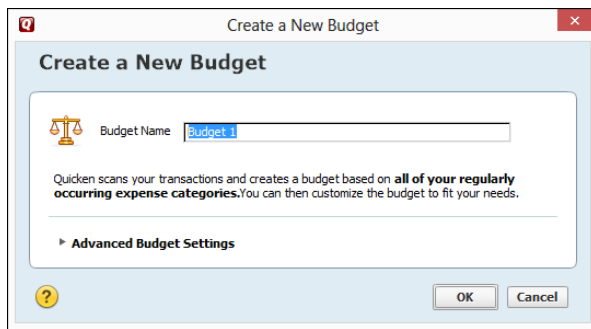 Create a New Budget
Create a New Budget
Budget Name Budget 1
Quicken scans your transactions and creates a budget based on all of your regularly
occurring expense categories.You can then customize the budget to fit your needs.
Advanced Budget Settings
? OK Cancel